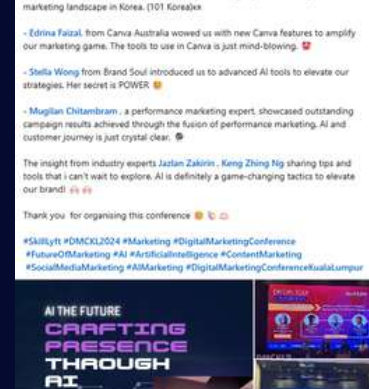 marketing landscape in Korea. (101 Korea)кк
- Edrina Faizal, from Canva Australia wowed us with new Canva features to amplify
our marketing game. The tools to use in Canva is just mind-blowing.
- Stella Wong from Brand Soul introduced us to advanced AI tools to elevate our
strategies. Her secret is POWER
- Mugilan Chitambram , a performance marketing expert, showcased outstanding
campaign results achieved through the fusion of performance marketing, AI and
customer journey is just crystal clear.
The insight from industry experts Jazlan Zakirin , Keng Zhing Ng sharing tips and
tools that i can't wait to explore. AI is definitely a game-changing tactics to elevate
our brand!
Thank you for organising this conference
#SkillLyft #DMCKL2024 #Marketing #DigitalMarketingConference
#FutureOfMarketing #AI #ArtificialIntelligence #ContentMarketing
#SocialMediaMarketing #AIMarketing #DigitalMarketingConferenceKualaLumpur
AI THE FUTURE
CRAFTING
PRESENCE
THROUGH
AI